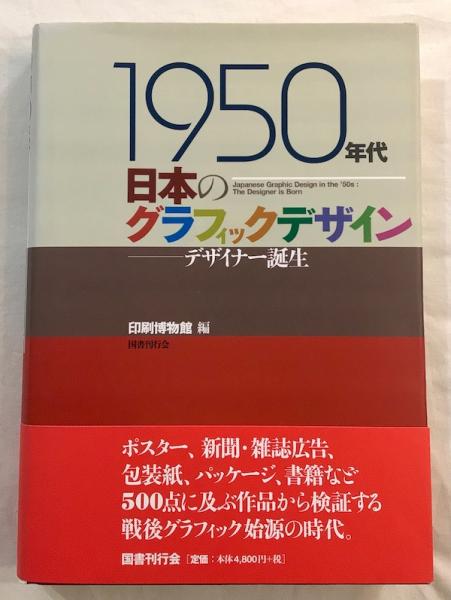 1950年代
日本の
Japanese Graphic Design in the '50s :
The Designer is Born
グラフィックデザイン
——デザイナー誕生
印刷博物館 編
国書刊行会
ポスター、新聞・雑誌広告、
包装紙、パッケージ、書籍など
500点に及ぶ作品から検証する
戦後グラフィック始源の時代。
国書刊行会 [定価:本体4,800円+税]